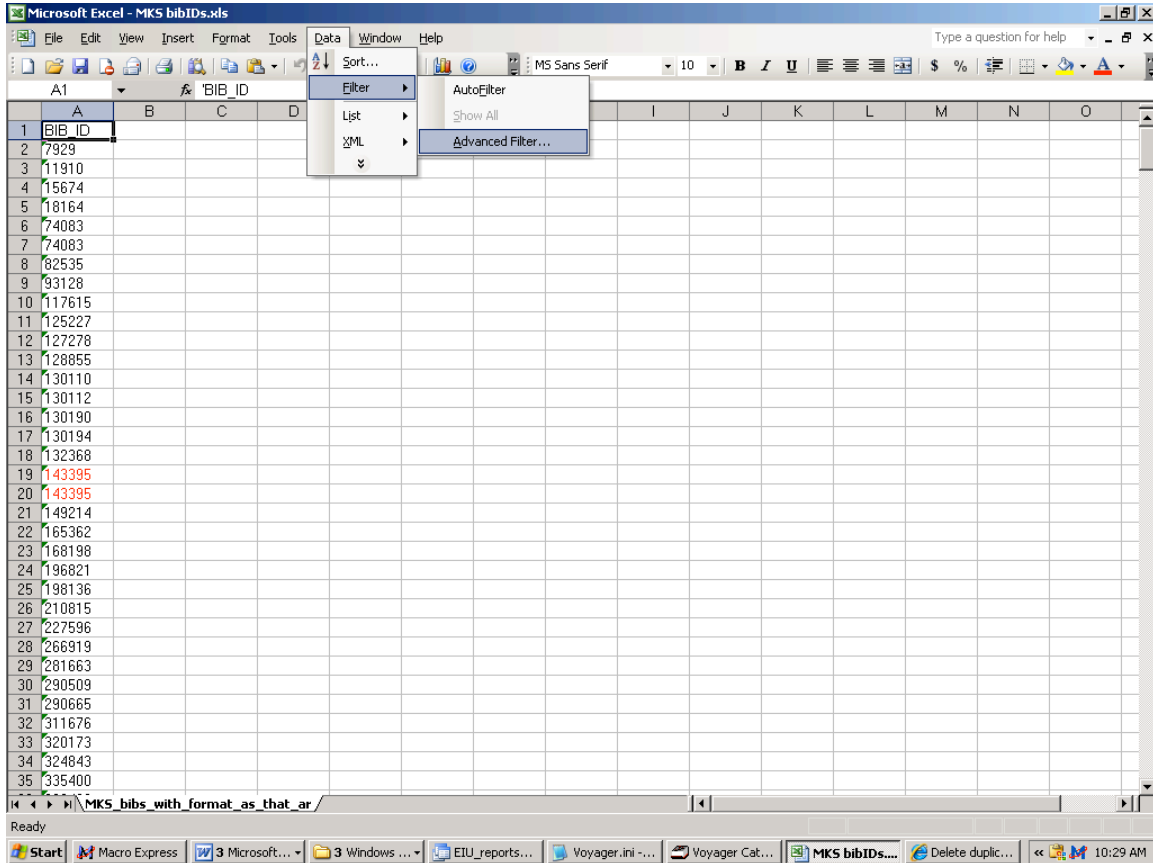 Microsoft Excel - MKS bibIDs.xls
File Edit View Insert Format Tools Data Window Help
Type a question for help
MS Sans Serif 10 B I U $ %
Sort...
Filter
List
XML
AutoFilter
Show All
Advanced Filter...
A1 fx 'BIB_ID
A B C D I J K L M N O
1 BIB_ID
2 7929
3 11910
4 15674
5 18164
6 74083
7 74083
8 82535
9 93128
10 117615
11 125227
12 127278
13 128855
14 130110
15 130112
16 130190
17 130194
18 132368
19 143395
20 143395
21 149214
22 165362
23 168198
24 196821
25 198136
26 210815
27 227596
28 266919
29 281663
30 290509
31 290665
32 311676
33 320173
34 324843
35 335400
MKS_bibs_with_format_as_that_ar
Ready
Start Macro Express 3 Microsoft... 3 Windows ... EIU_reports... Voyager.ini -... Voyager Cat... MKS bibIDs.... Delete duplic... « 10:29 AM